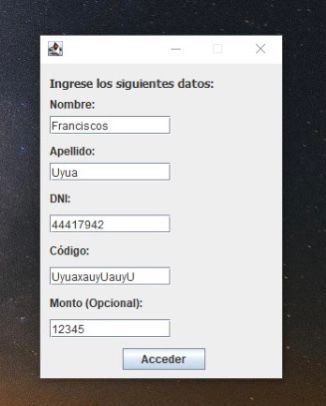 Ingrese los siguientes datos:
Nombre:
Franciscos
Apellido:
Uyua
DNI:
44417942
Código:
UyuaxauyUauyU
Monto (Opcional):
12345
Acceder